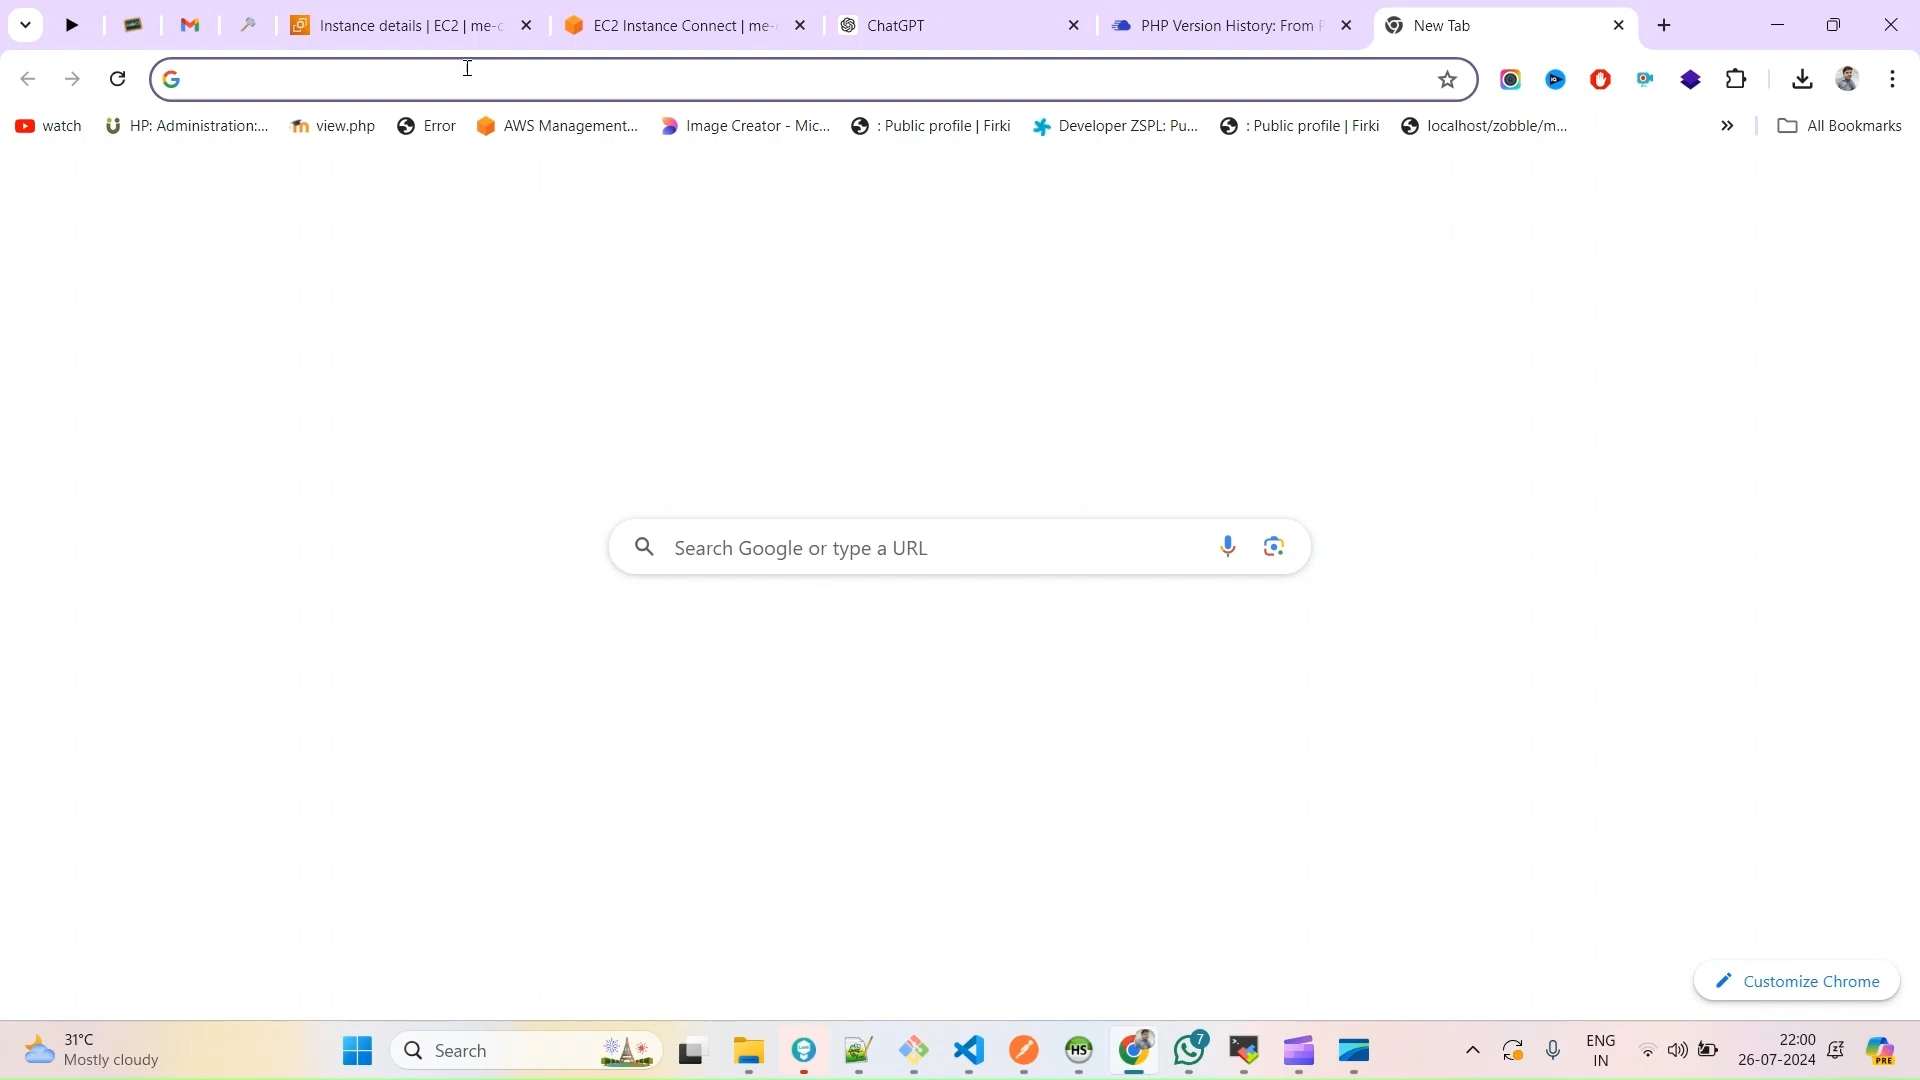 Instance details | EC2 | me-c
EC2 Instance Connect | me-
ChatGPT
PHP Version History: From P
New Tab
watch
HP: Administration:...
view.php
Error
AWS Management...
Image Creator - Mic...
: Public profile | Firki
Developer ZSPL: Pu...
: Public profile | Firki
localhost/zobble/m...
All Bookmarks
Search Google or type a URL
Customize Chrome
31°C
Mostly cloudy
Search
HS
7
ENG
IN
22:00
26-07-2024
PRE